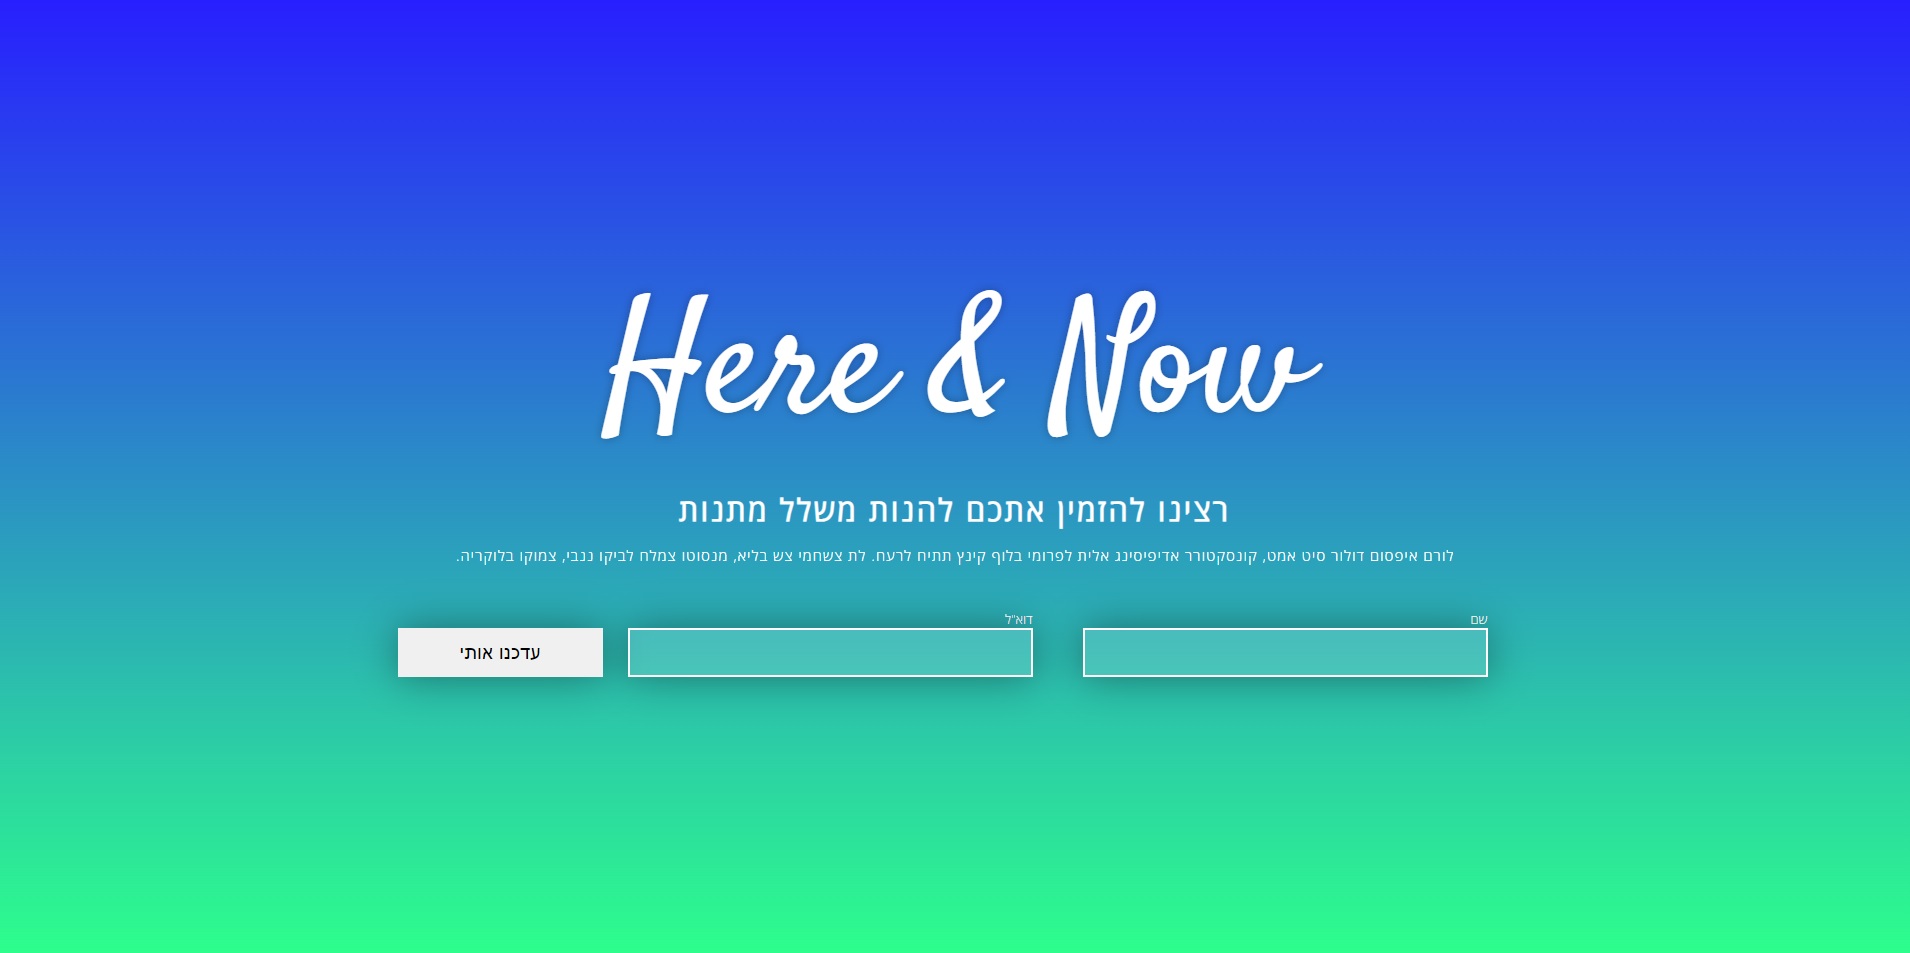 Here & Now
רצינו להזמין אתכם להנות משלל מתנות
לורם איפסום דולור סיט אמט, קונסקטורר אדיפיסינג אלית לפרומי בלוף קינץ תתיח לרעח. לת צשחמי צש בליא, מנסוטו צמלח לביקו ננבי, צמוקו בלוקריה.
שם
דוא"ל
עדכנו אותי